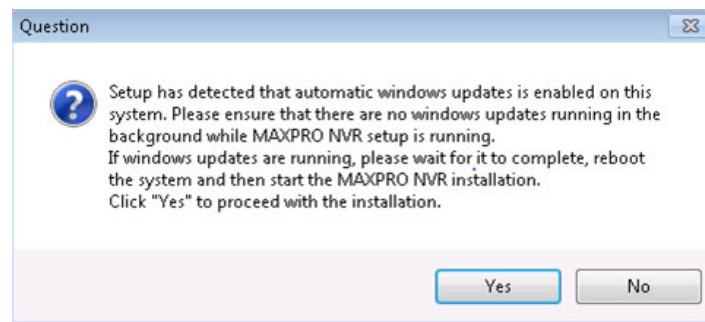 Question
Setup has detected that automatic windows updates is enabled on this
system. Please ensure that there are no windows updates running in the
background while MAXPRO NVR setup is running.
If windows updates are running, please wait for it to complete, reboot
the system and then start the MAXPRO NVR installation.
Click "Yes" to proceed with the installation.
Yes
No